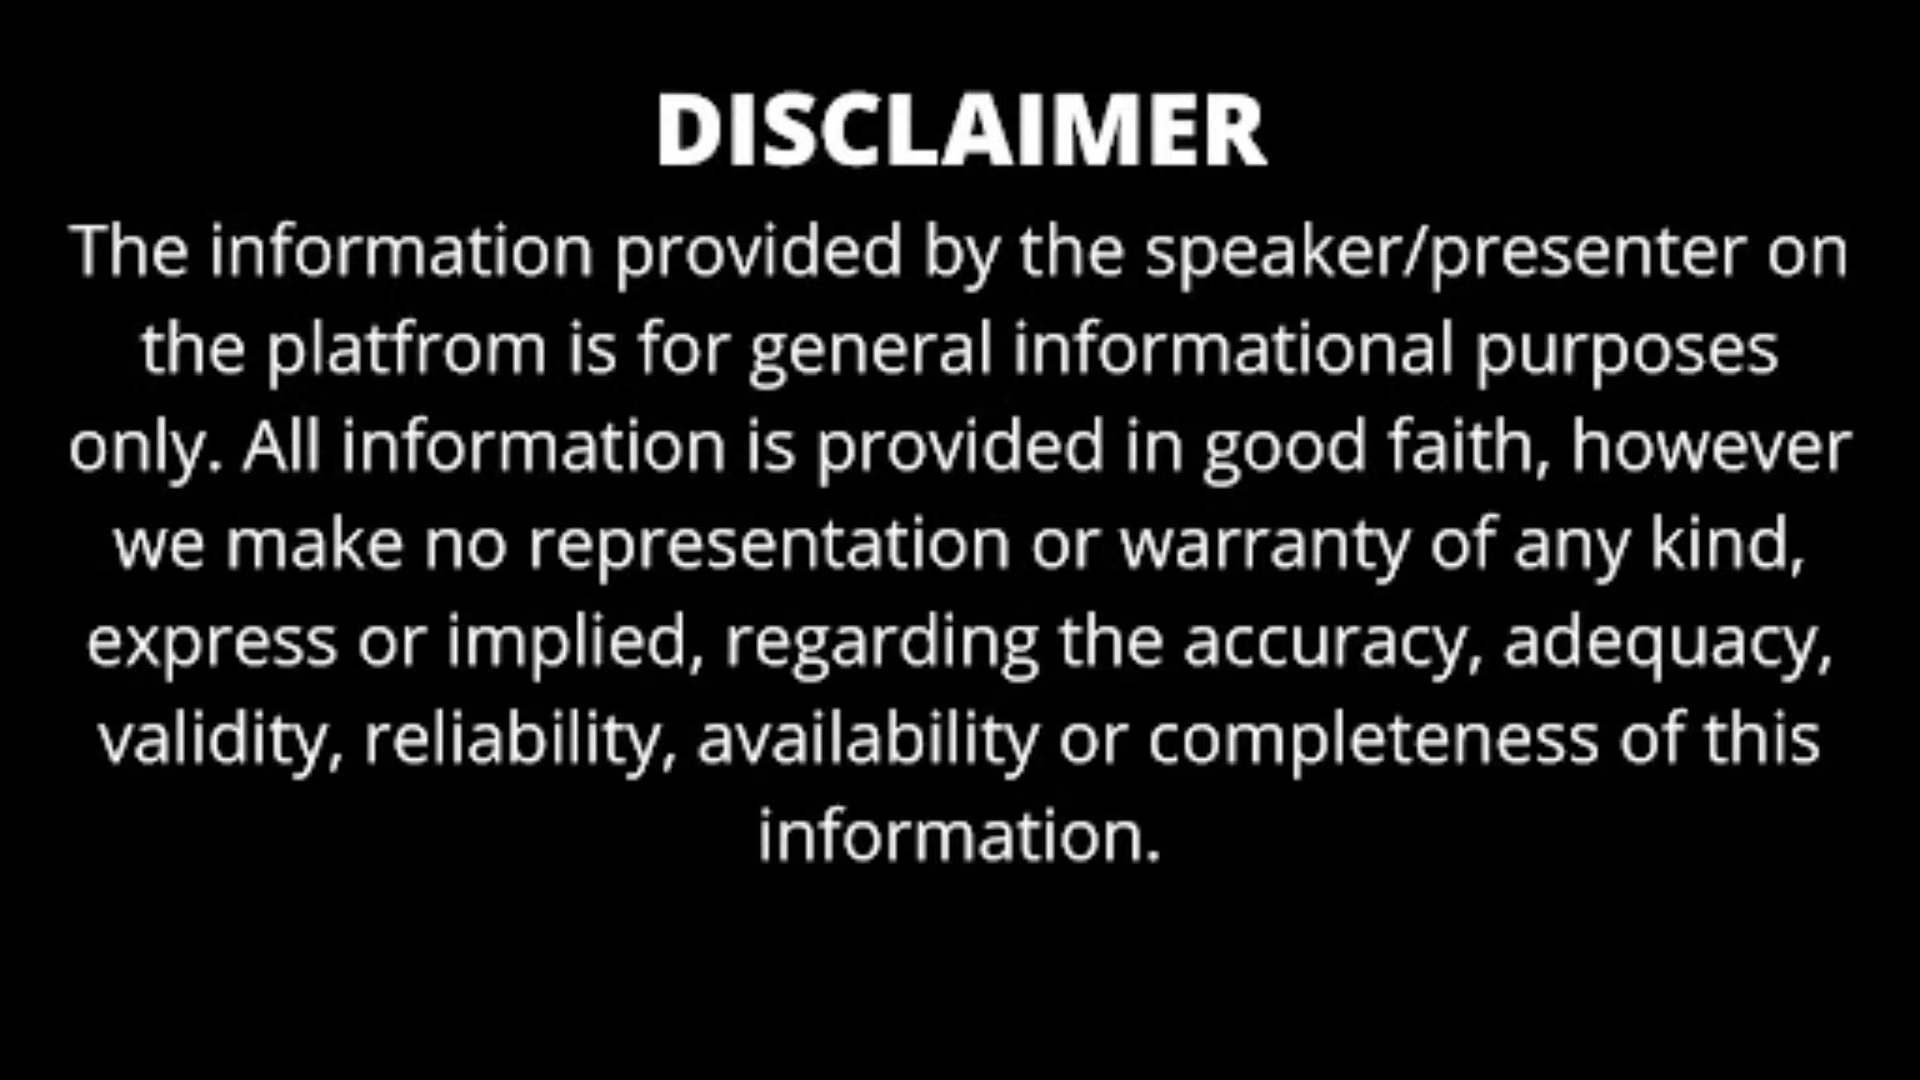 DISCLAIMER
The information provided by the speaker/presenter on
the platfrom is for general informational purposes
only. All information is provided in good faith, however
we make no representation or warranty of any kind,
express or implied, regarding the accuracy, adequacy,
validity, reliability, availability or completeness of this
information.